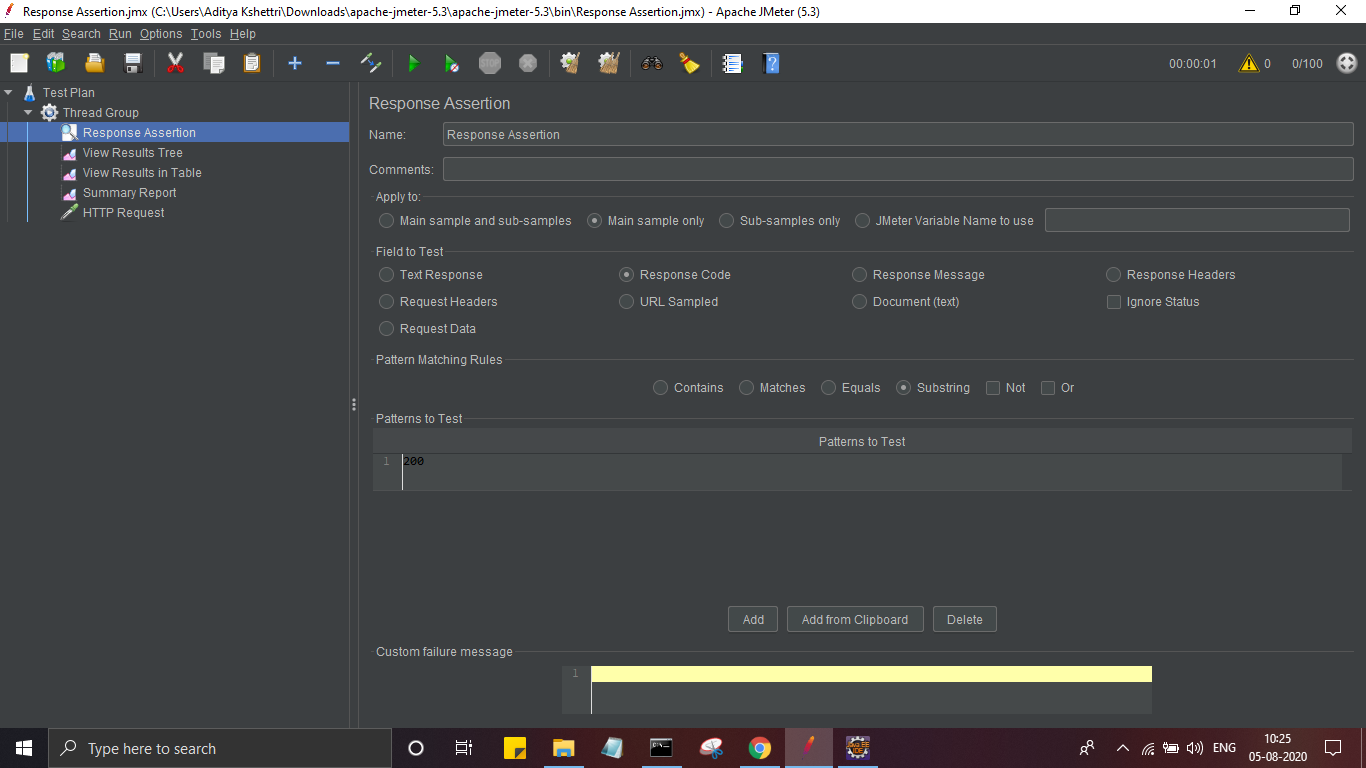 Response Assertion.jmx (C:\Users\Aditya Kshettri\Downloads\apache-jmeter-5.3\apache-jmeter-5.3\bin\Response Assertion.jmx) - Apache JMeter (5.3)
File Edit Search Run Options Tools Help
STOP 00:00:01 0 0/100
Test Plan
Thread Group
Response Assertion
View Results Tree
View Results in Table
Summary Report
HTTP Request
Response Assertion
Name: Response Assertion
Comments:
Apply to:
Main sample and sub-samples Main sample only Sub-samples only JMeter Variable Name to use
Field to Test
Text Response Response Code Response Message Response Headers
Request Headers URL Sampled Document (text) Ignore Status
Request Data
Pattern Matching Rules
Contains Matches Equals Substring Not Or
Patterns to Test
Patterns to Test
1 200
Add Add from Clipboard Delete
Custom failure message
1
Type here to search
ENG
10:25
05-08-2020